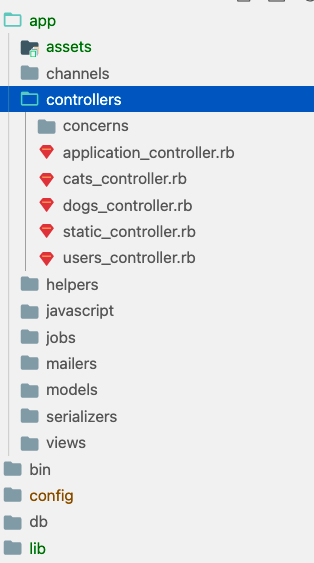 app
assets
channels
controllers
concerns
application_controller.rb
cats_controller.rb
dogs_controller.rb
static_controller.rb
users_controller.rb
helpers
javascript
jobs
mailers
models
serializers
views
bin
config
db
lib